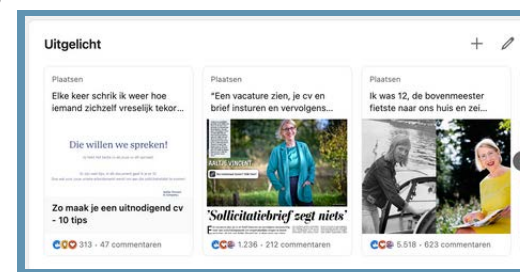 Uitgelicht
Plaatsen
Elke keer schrik ik weer hoe
iemand zichzelf vreselijk tekor...
Die willen we spreken!
Zo maak je een uitnodigend cv
- 10 tips
313 - 47 commentaren
Plaatsen
"Een vacature zien, je cv en
brief insturen en vervolgens...
AALTJE VINCENT
'Sollicitatiebrief zegt niets'
1.236 - 212 commentaren
Plaatsen
Ik was 12, de bovenmeester
fietste naar ons huis en zei...
5.518 - 623 commentaren